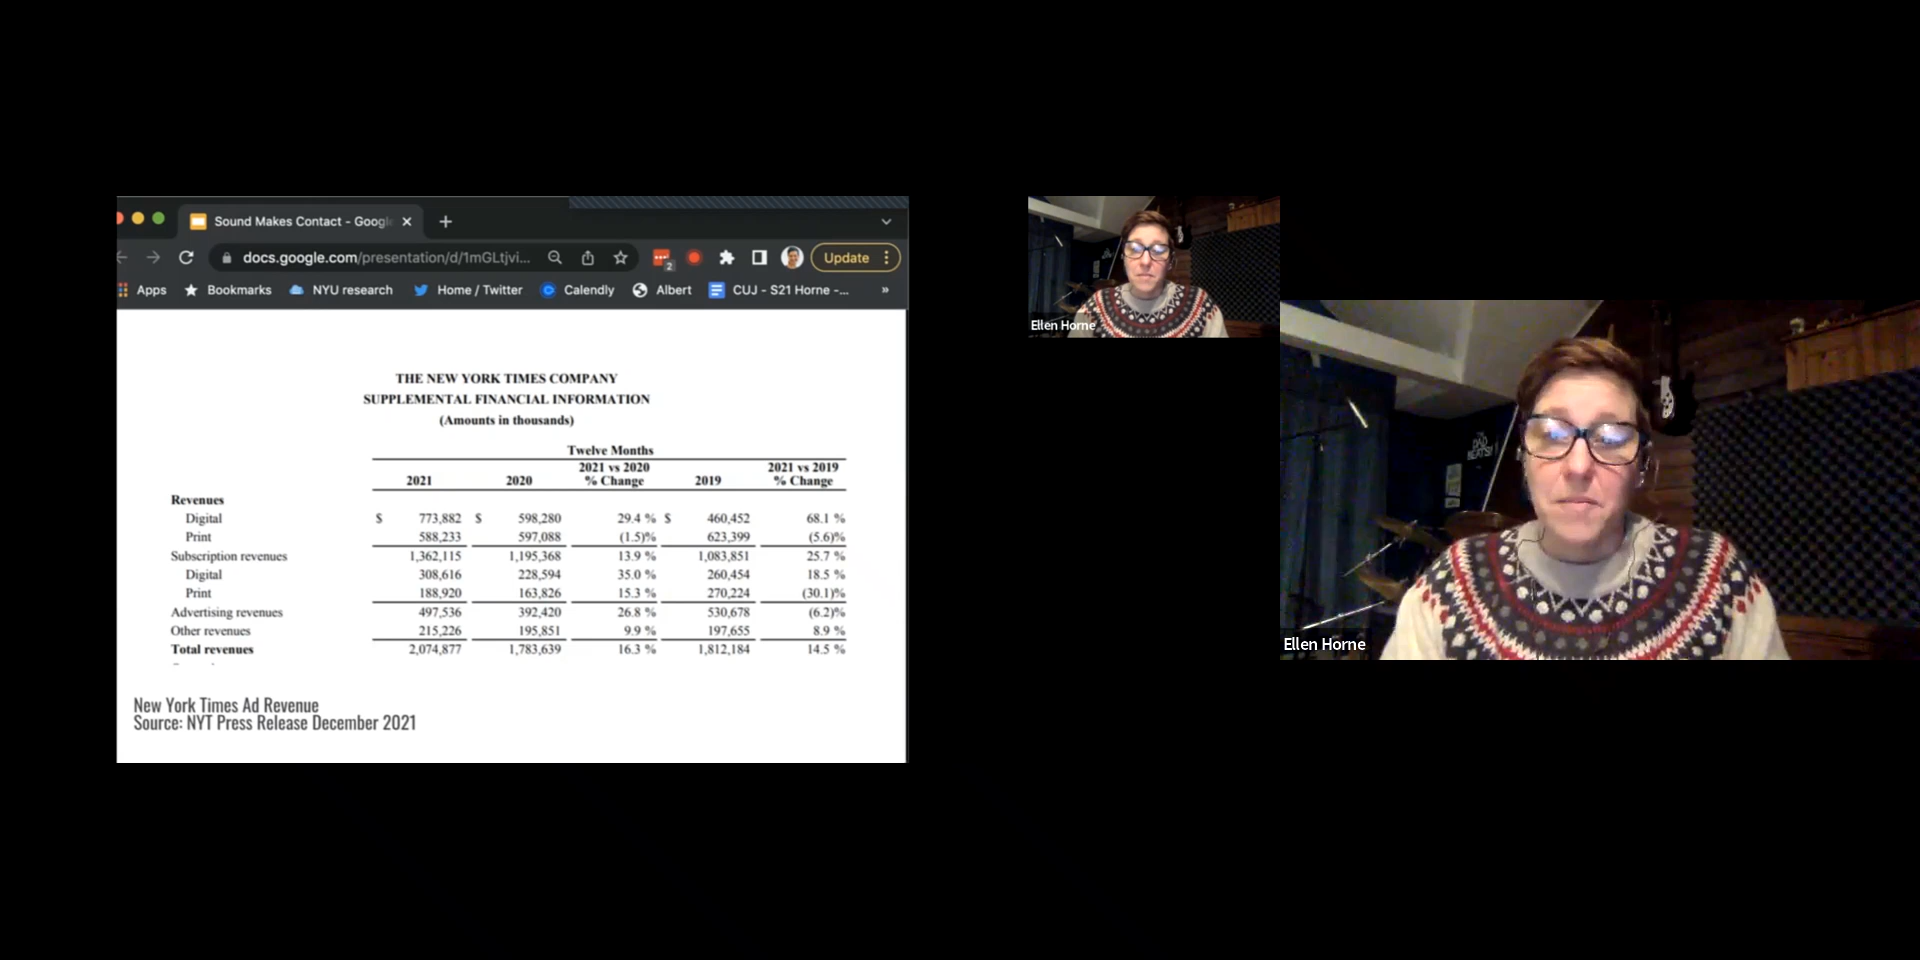 Sound Makes Contact - Googl
docs.google.com/presentation/d/1mGLtjvi...
2
Update
Apps
Bookmarks
NYU research
Home / Twitter
Calendly
Albert
CUJ - S21 Horne -...
»
THE NEW YORK TIMES COMPANY
SUPPLEMENTAL FINANCIAL INFORMATION
(Amounts in thousands)
Twelve Months
2021 2020 2021 vs 2020 % Change 2019 2021 vs 2019 % Change
Revenues
Digital $ 773,882 $ 598,280 29.4 % $ 460,452 68.1 %
Print 588,233 597,088 (1.5)% 623,399 (5.6)%
Subscription revenues 1,362,115 1,195,368 13.9 % 1,083,851 25.7 %
Digital 308,616 228,594 35.0 % 260,454 18.5 %
Print 188,920 163,826 15.3 % 270,224 (30.1)%
Advertising revenues 497,536 392,420 26.8 % 530,678 (6.2)%
Other revenues 215,226 195,851 9.9 % 197,655 8.9 %
Total revenues 2,074,877 1,783,639 16.3 % 1,812,184 14.5 %
New York Times Ad Revenue
Source: NYT Press Release December 2021
Ellen Horne
THE
DAD
BEATS!
Ellen Horne